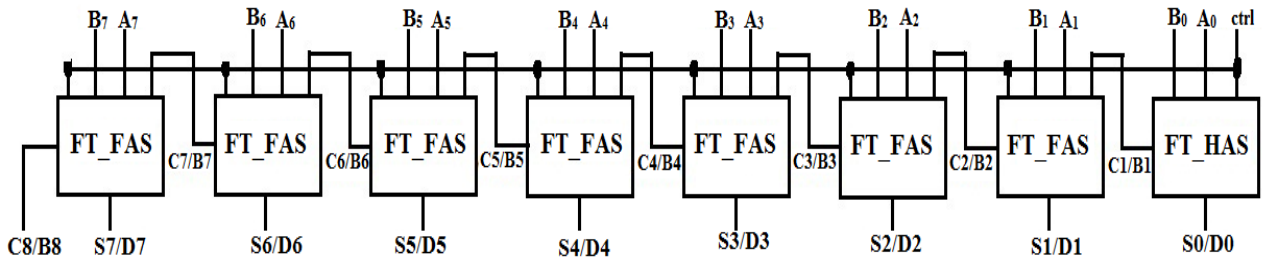 B7 A7 B6 A6 B5 A5 B4 A4 B3 A3 B2 A2 B1 A1 B0 A0 ctrl
FT_FAS FT_FAS FT_FAS FT_FAS FT_FAS FT_FAS FT_FAS FT_HAS
C7/B7 C6/B6 C5/B5 C4/B4 C3/B3 C2/B2 C1/B1
C8/B8 S7/D7 S6/D6 S5/D5 S4/D4 S3/D3 S2/D2 S1/D1 S0/D0